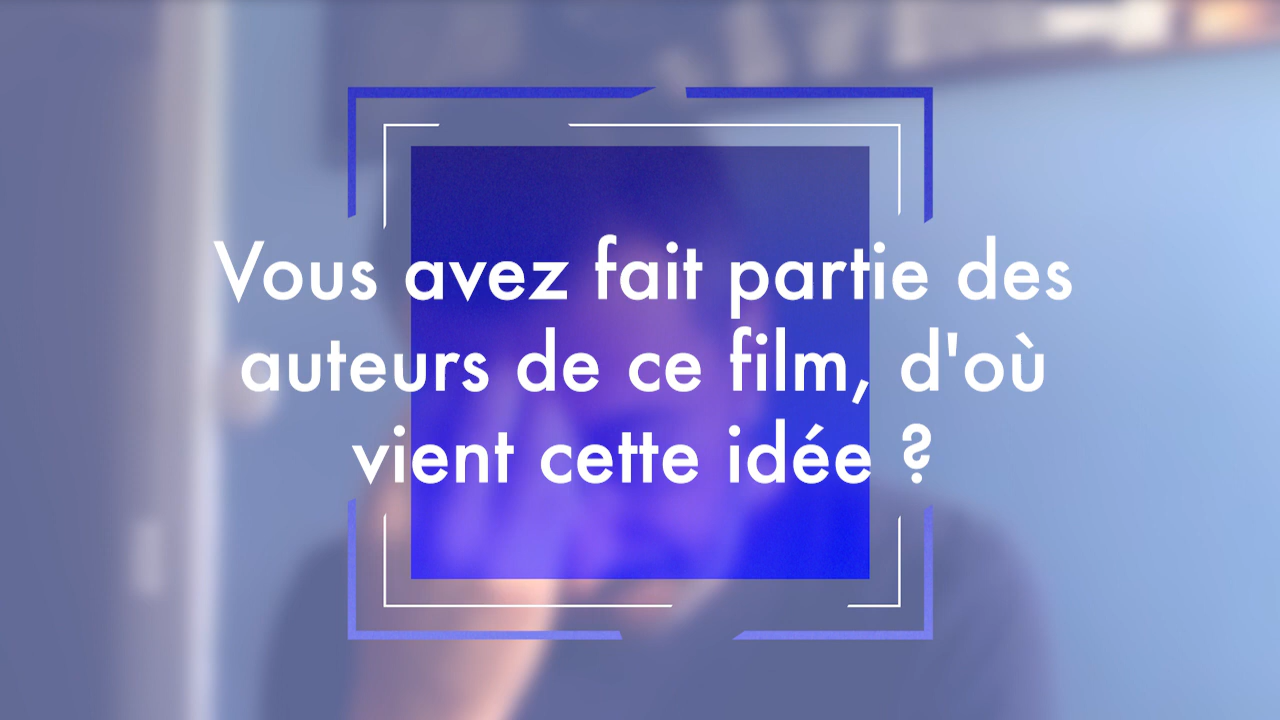 Vous avez fait partie des
auteurs de ce film, d'où
vient cette idée ?